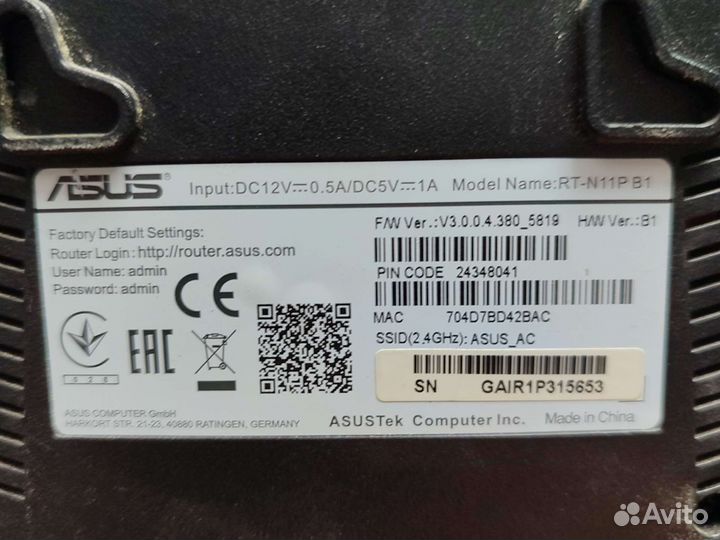 ASUS® Input:DC12V⎓0.5A/DC5V⎓1A Model Name:RT-N11P B1
Factory Default Settings:
Router Login: http://router.asus.com
User Name: admin
Password: admin
F/W Ver.:V3.0.0.4.380_5819 H/W Ver.:B1
PIN CODE 24348041 1
MAC 704D7BD42BAC
SSID(2.4GHz): ASUS_AC
SN GAIR1P315653
CE
EAC
028
ASUS COMPUTER GmbH
HARKORT STR. 21-23, 40880 RATINGEN, GERMANY
ASUSTek Computer Inc. Made in China
Avito